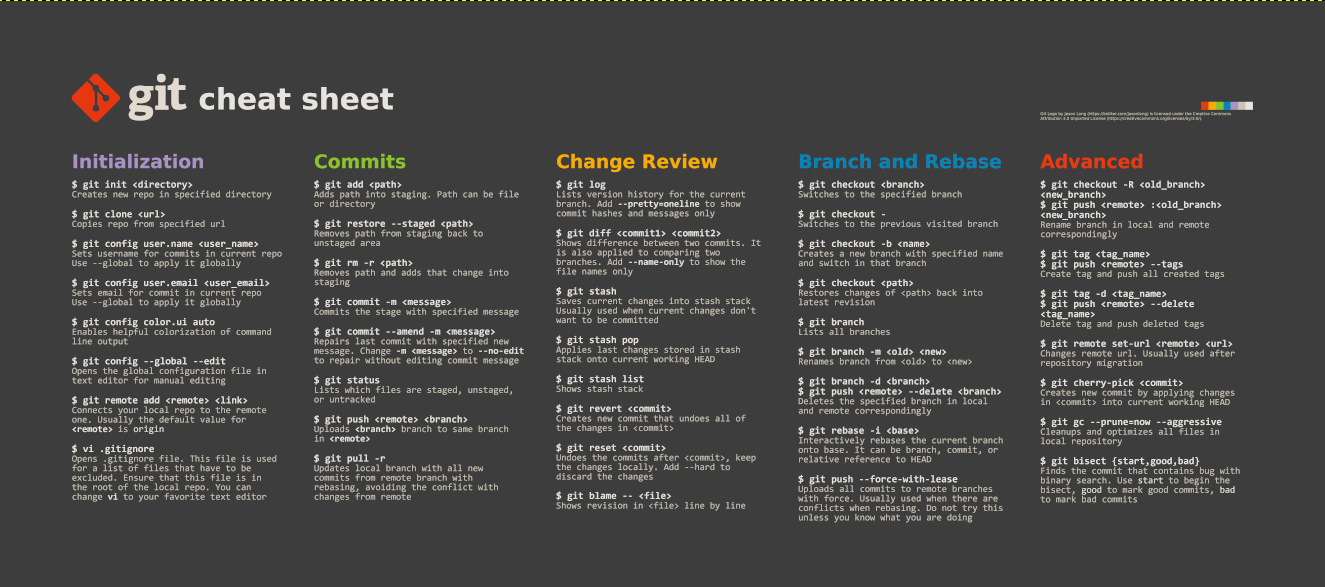 git cheat sheet
Git Logo by Jason Long (https://twitter.com/jasonlong) is licensed under the Creative Commons
Attribution 3.0 Unported License (https://creativecommons.org/licenses/by/3.0/).
Initialization
$ git init <directory>
Creates new repo in specified directory
$ git clone <url>
Copies repo from specified url
$ git config user.name <user_name>
Sets username for commits in current repo
Use --global to apply it globally
$ git config user.email <user_email>
Sets email for commit in current repo
Use --global to apply it globally
$ git config color.ui auto
Enables helpful colorization of command
line output
$ git config --global --edit
Opens the global configuration file in
text editor for manual editing
$ git remote add <remote> <link>
Connects your local repo to the remote
one. Usually the default value for
<remote> is origin
$ vi .gitignore
Opens .gitignore file. This file is used
for a list of files that have to be
excluded. Ensure that this file is in
the root of the local repo. You can
change vi to your favorite text editor
Commits
$ git add <path>
Adds path into staging. Path can be file
or directory
$ git restore --staged <path>
Removes path from staging back to
unstaged area
$ git rm -r <path>
Removes path and adds that change into
staging
$ git commit -m <message>
Commits the stage with specified message
$ git commit --amend -m <message>
Repairs last commit with specified new
message. Change -m <message> to --no-edit
to repair without editing commit message
$ git status
Lists which files are staged, unstaged,
or untracked
$ git push <remote> <branch>
Uploads <branch> branch to same branch
in <remote>
$ git pull -r
Updates local branch with all new
commits from remote branch with
rebasing, avoiding the conflict with
changes from remote
Change Review
$ git log
Lists version history for the current
branch. Add --pretty=oneline to show
commit hashes and messages only
$ git diff <commit1> <commit2>
Shows difference between two commits. It
is also applied to comparing two
branches. Add --name-only to show the
file names only
$ git stash
Saves current changes into stash stack
Usually used when current changes don't
want to be committed
$ git stash pop
Applies last changes stored in stash
stack onto current working HEAD
$ git stash list
Shows stash stack
$ git revert <commit>
Creates new commit that undoes all of
the changes in <commit>
$ git reset <commit>
Undoes the commits after <commit>, keep
the changes locally. Add --hard to
discard the changes
$ git blame -- <file>
Shows revision in <file> line by line
Branch and Rebase
$ git checkout <branch>
Switches to the specified branch
$ git checkout -
Switches to the previous visited branch
$ git checkout -b <name>
Creates a new branch with specified name
and switch in that branch
$ git checkout <path>
Restores changes of <path> back into
latest revision
$ git branch
Lists all branches
$ git branch -m <old> <new>
Renames branch from <old> to <new>
$ git branch -d <branch>
$ git push <remote> --delete <branch>
Deletes the specified branch in local
and remote correspondingly
$ git rebase -i <base>
Interactively rebases the current branch
onto base. It can be branch, commit, or
relative reference to HEAD
$ git push --force-with-lease
Uploads all commits to remote branches
with force. Usually used when there are
conflicts when rebasing. Do not try this
unless you know what you are doing
Advanced
$ git checkout -R <old_branch>
<new_branch>
$ git push <remote> :<old_branch>
<new_branch>
Rename branch in local and remote
correspondingly
$ git tag <tag_name>
$ git push <remote> --tags
Create tag and push all created tags
$ git tag -d <tag_name>
$ git push <remote> --delete
<tag_name>
Delete tag and push deleted tags
$ git remote set-url <remote> <url>
Changes remote url. Usually used after
repository migration
$ git cherry-pick <commit>
Creates new commit by applying changes
in <commit> into current working HEAD
$ git gc --prune=now --aggressive
Cleanups and optimizes all files in
local repository
$ git bisect {start,good,bad}
Finds the commit that contains bug with
binary search. Use start to begin the
bisect, good to mark good commits, bad
to mark bad commits